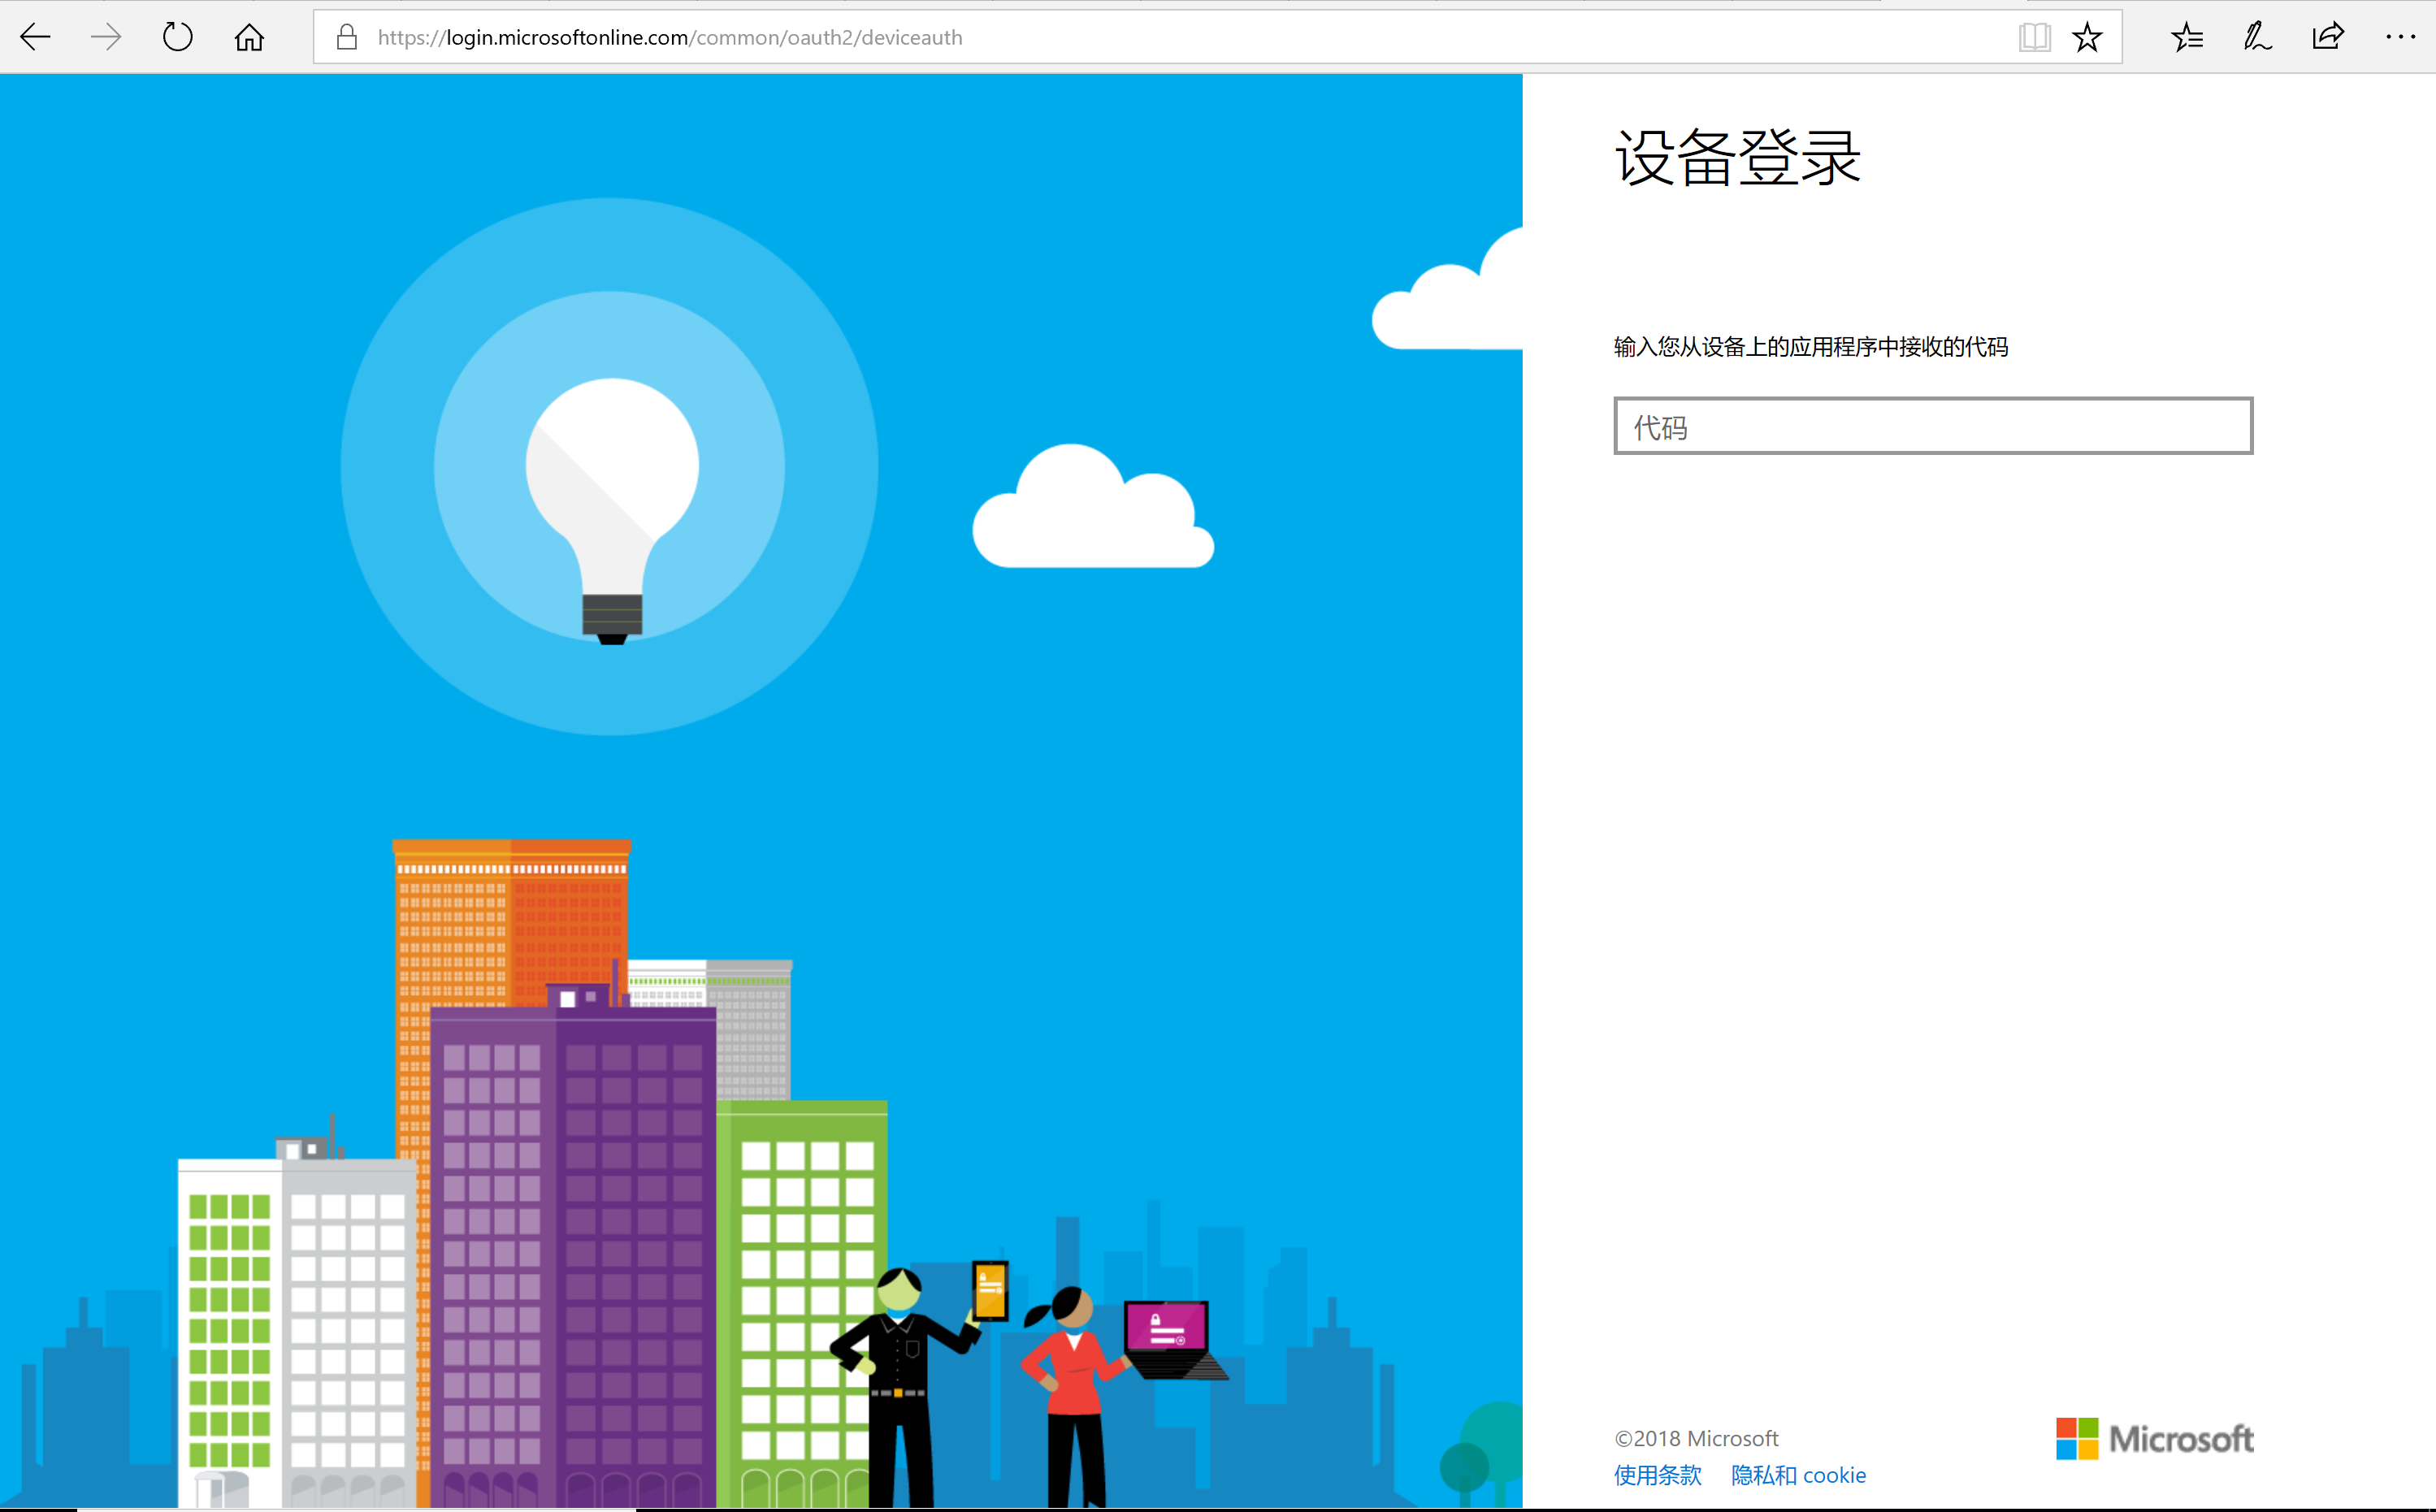 https://login.microsoftonline.com/common/oauth2/deviceauth
设备登录
输入您从设备上的应用程序中接收的代码
代码
©2018 Microsoft
使用条款 隐私和 cookie
Microsoft